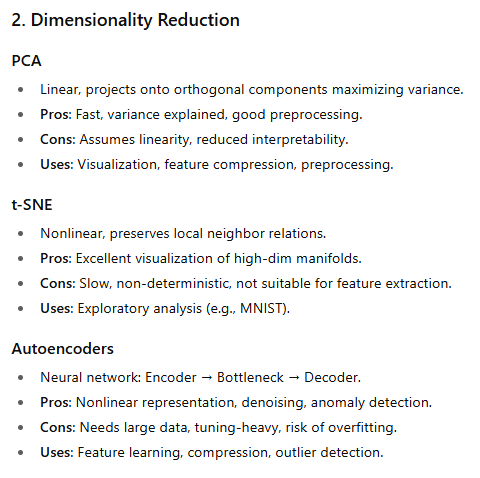 2. Dimensionality Reduction
PCA
• Linear, projects onto orthogonal components maximizing variance.
• Pros: Fast, variance explained, good preprocessing.
• Cons: Assumes linearity, reduced interpretability.
• Uses: Visualization, feature compression, preprocessing.
t-SNE
• Nonlinear, preserves local neighbor relations.
• Pros: Excellent visualization of high-dim manifolds.
• Cons: Slow, non-deterministic, not suitable for feature extraction.
• Uses: Exploratory analysis (e.g., MNIST).
Autoencoders
• Neural network: Encoder → Bottleneck → Decoder.
• Pros: Nonlinear representation, denoising, anomaly detection.
• Cons: Needs large data, tuning-heavy, risk of overfitting.
• Uses: Feature learning, compression, outlier detection.